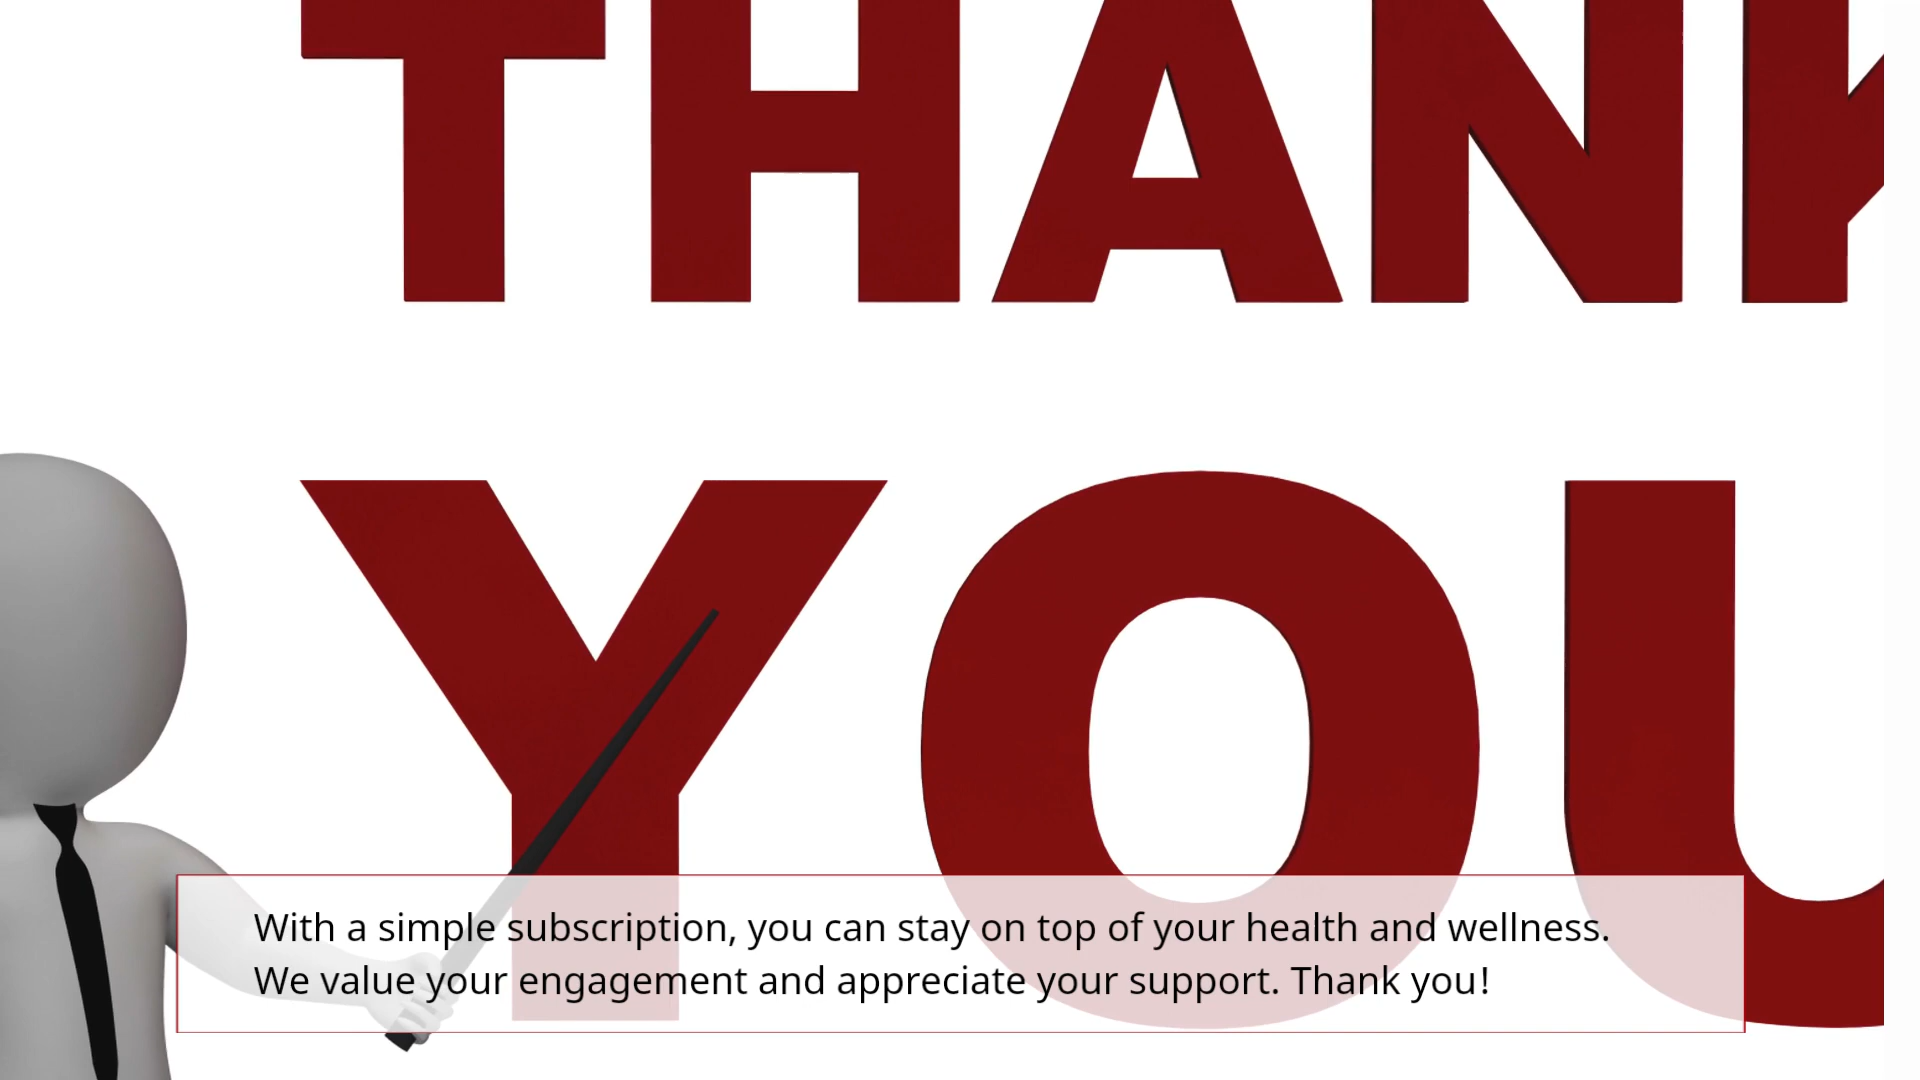 THANK
YOU
With a simple subscription, you can stay on top of your health and wellness.
We value your engagement and appreciate your support. Thank you!